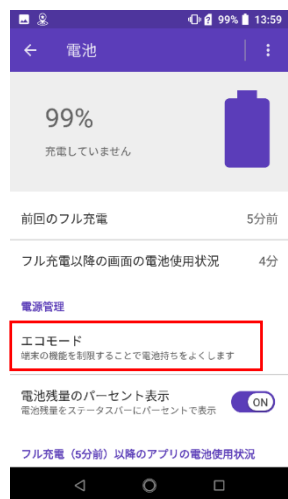 99% 13:59
電池
99%
充電していません
前回のフル充電 5分前
フル充電以降の画面の電池使用状況 4分
電源管理
エコモード
端末の機能を制限することで電池持ちをよくします
電池残量のパーセント表示
電池残量をステータスバーにパーセントで表示 ON
フル充電（5分前）以降のアプリの電池使用状況